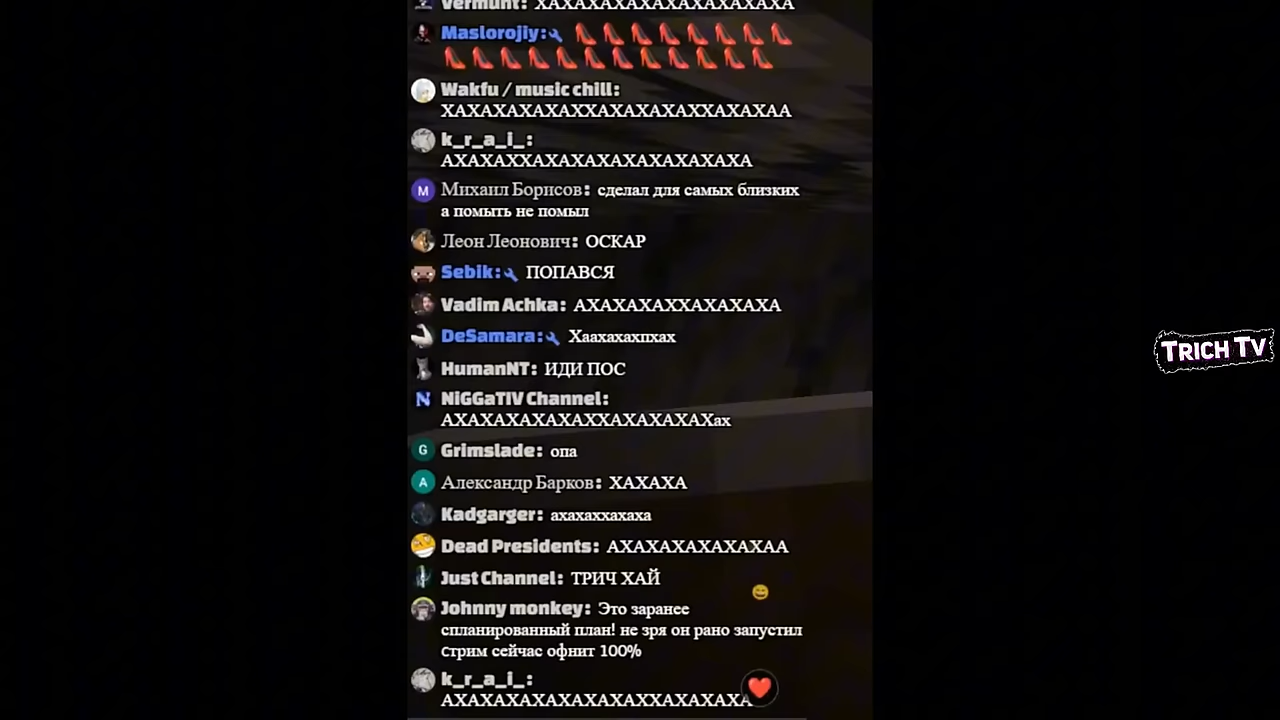 Vermunt: ХАХАХАХАХАХАХАХАХАХАХА
Maslorojiy:
Wakfu / music chill:
ХАХАХАХАХАХХАХАХАХАХХАХАХАА
k_r_a_i_:
АХАХАХХАХАХАХАХАХАХАХАХА
Михаил Борисов: сделал для самых близких
а помыть не помыл
Леон Леонович: ОСКАР
Sebik: ПОПАВСЯ
Vadim Achka: АХАХАХАХХАХАХАХА
DeSamara: Хаахахахпхах
HumanNT: ИДИ ПОС
NiGGaTIV Channel:
АХАХАХАХАХАХХАХАХАХАХах
Grimslade: опа
Александр Барков: ХАХАХА
Kadgarger: ахахаххахаха
Dead Presidents: АХАХАХАХАХАХАА
Just Channel: ТРИЧ ХАЙ
Johnny monkey: Это заранее
спланированный план! не зря он рано запустил
стрим сейчас офнит 100%
k_r_a_i_:
АХАХАХАХАХАХАХАХХАХАХАХА
TRICH TV